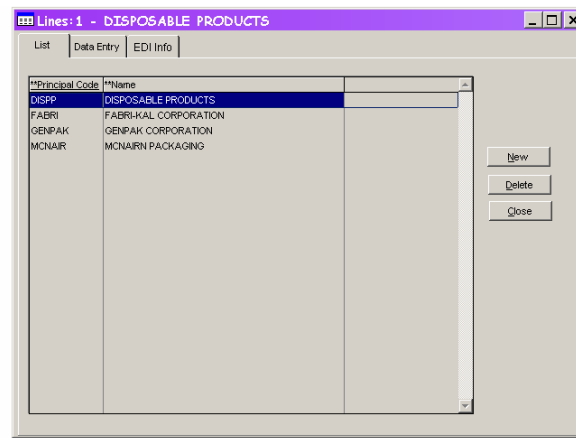 Lines: 1 - DISPOSABLE PRODUCTS
List Data Entry EDI Info
**Principal Code **Name
DISPP DISPOSABLE PRODUCTS
FABRI FABRI-KAL CORPORATION
GENPAK GENPAK CORPORATION
MCNAIR MCNAIRN PACKAGING
New
Delete
Close